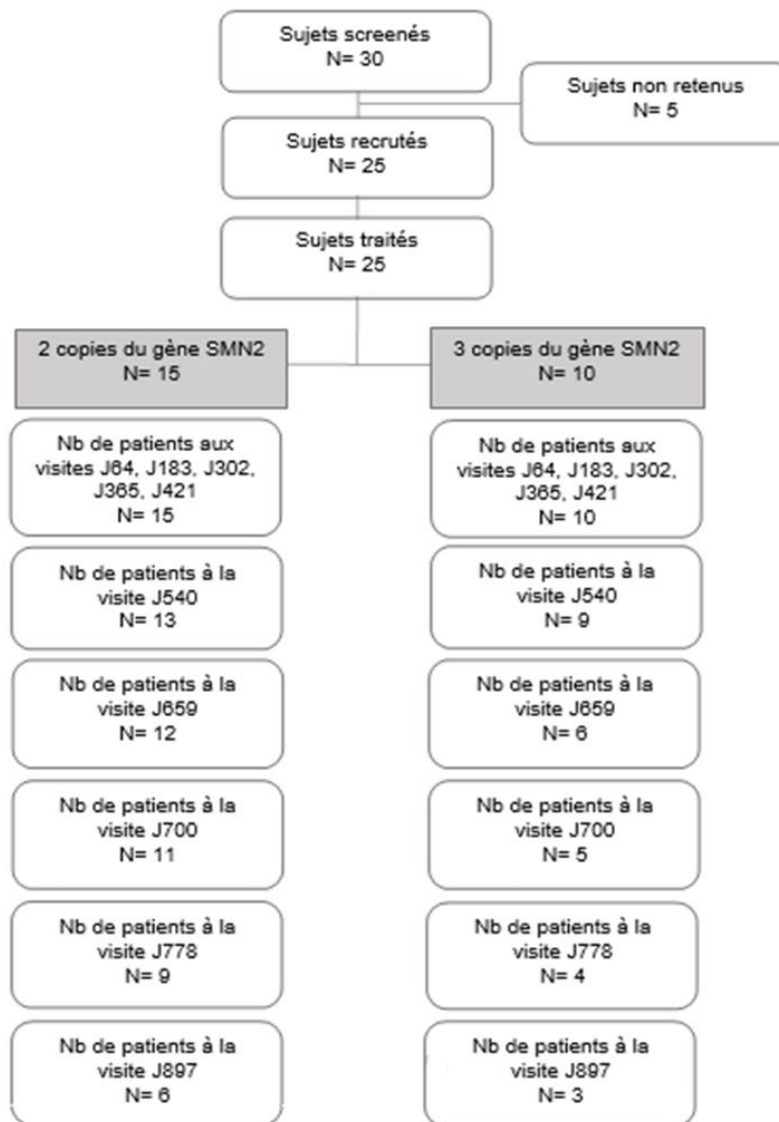 Sujets screenés
N= 30
Sujets non retenus
N= 5
Sujets recrutés
N= 25
Sujets traités
N= 25
2 copies du gène SMN2
N= 15
3 copies du gène SMN2
N= 10
Nb de patients aux
visites J64, J183, J302,
J365, J421
N= 15
Nb de patients aux
visites J64, J183, J302,
J365, J421
N= 10
Nb de patients à la
visite J540
N= 13
Nb de patients à la
visite J540
N= 9
Nb de patients à la
visite J659
N= 12
Nb de patients à la
visite J659
N= 6
Nb de patients à la
visite J700
N= 11
Nb de patients à la
visite J700
N= 5
Nb de patients à la
visite J778
N= 9
Nb de patients à la
visite J778
N= 4
Nb de patients à la
visite J897
N= 6
Nb de patients à la
visite J897
N= 3